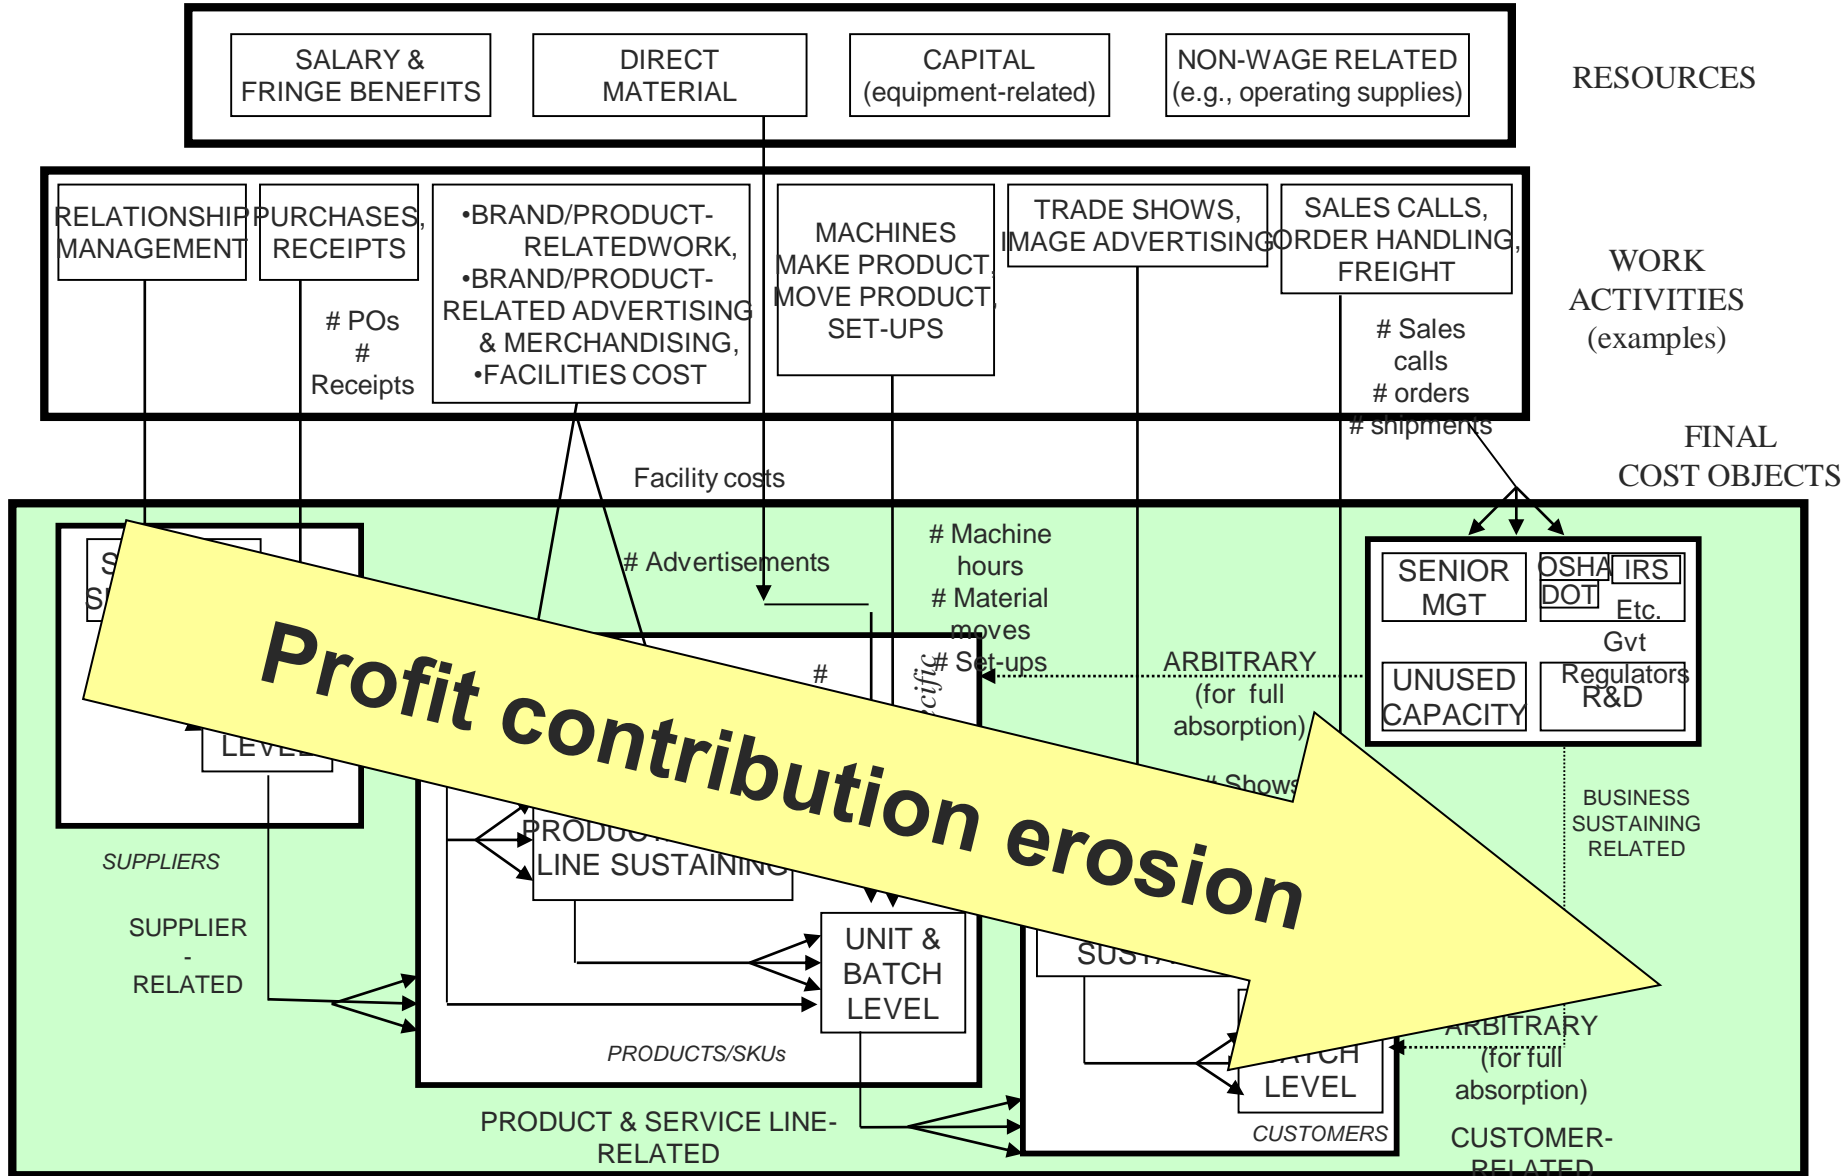 SALARY &
FRINGE BENEFITS
DIRECT
MATERIAL
CAPITAL
(equipment-related)
NON-WAGE RELATED
(e.g., operating supplies)
RESOURCES
RELATIONSHIP
MANAGEMENT
PURCHASES,
RECEIPTS
# POs
#
Receipts
•BRAND/PRODUCT-
RELATEDWORK,
•BRAND/PRODUCT-
RELATED ADVERTISING
& MERCHANDISING,
•FACILITIES COST
MACHINES
MAKE PRODUCT,
MOVE PRODUCT,
SET-UPS
TRADE SHOWS,
IMAGE ADVERTISING
SALES CALLS,
ORDER HANDLING,
FREIGHT
# Sales
calls
# orders
# shipments
WORK
ACTIVITIES
(examples)
FINAL
COST OBJECTS
Facility costs
# Advertisements
# Machine
hours
# Material
moves
# Set-ups
#
SENIOR
MGT
OSHA
IRS
DOT
Etc.
Gvt
Regulators
UNUSED
CAPACITY
R&D
ARBITRARY
(for full
absorption)
# Shows
BUSINESS
SUSTAINING
RELATED
Profit contribution erosion
LEVEL
SUPPLIERS
SUPPLIER
-
RELATED
LINE SUSTAINING
UNIT &
BATCH
LEVEL
PRODUCTS/SKUs
PRODUCT & SERVICE LINE-
RELATED
LEVEL
CUSTOMERS
ARBITRARY
(for full
absorption)
CUSTOMER-
RELATED